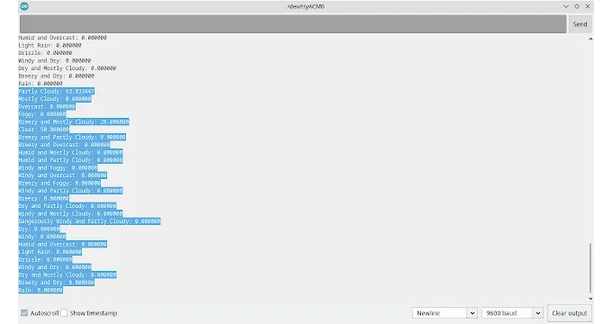 /dev/ttyACM0
Send
Humid and Overcast: 0.000000
Light Rain: 0.000000
Drizzle: 0.000000
Windy and Dry: 0.000000
Dry and Mostly Cloudy: 0.000000
Breezy and Dry: 0.000000
Rain: 0.000000
Partly Cloudy:
Mostly Cloudy: 0.000000
Overcast: 0.000000
Foggy: 0.000000
Breezy and Mostly Cloudy:
Clear: 50.000000
Breezy and Partly Cloudy: 0.000000
Breezy and Overcast: 0.000000
Humid and Mostly Cloudy: 0.000000
Humid and Partly Cloudy: 0.000000
Windy and Foggy: 0.000000
Windy and Overcast: 0.000000
Breezy and Foggy: 0.000000
Windy and Partly Cloudy: 0.000000
Breezy: 0.000000
Dry and Partly Cloudy: 0.000000
Windy and Mostly Cloudy: 0.000000
Dangerously Windy and Partly Cloudy: 0.000000
Dry: 0.000000
Windy: 0.000000
Humid and Overcast: 0.000000
Light Rain: 0.000000
Drizzle: 0.000000
Windy and Dry: 0.000000
Dry and Mostly Cloudy: 0.000000
Breezy and Dry: 0.000000
Rain: 0.000000
Autoscroll Show timestamp Newline 9600 baud Clear output